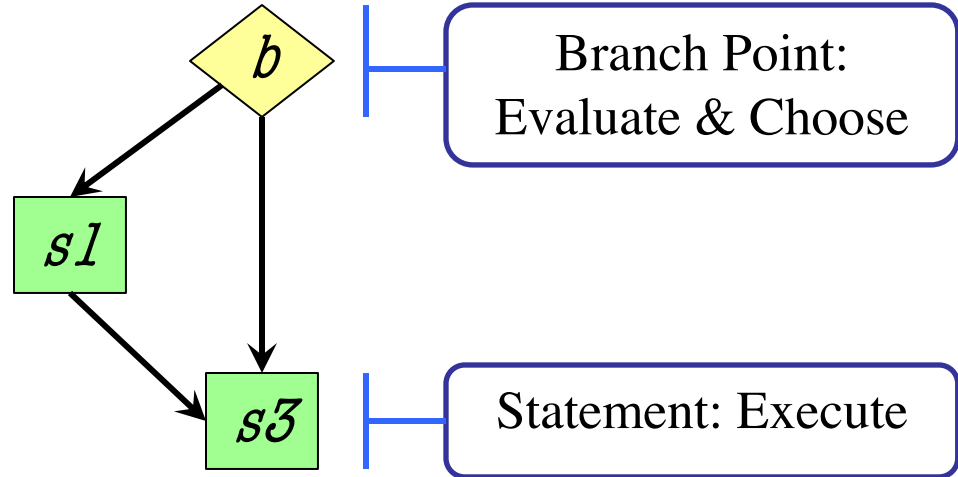 b
Branch Point:
Evaluate & Choose
s1
s3
Statement: Execute